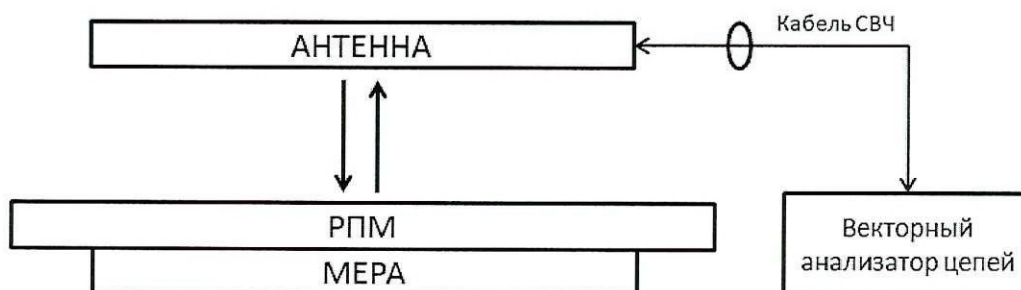 Кабель СВЧ
АНТЕННА
РПМ
МЕРА
Векторный
анализатор цепей